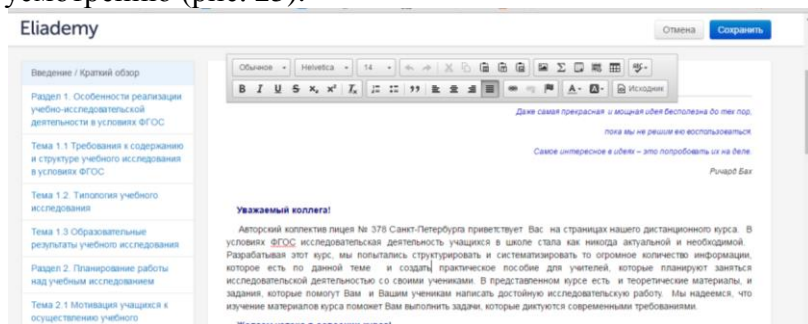 усмотрению (рис. 23).
Eliademy
Отмена
Сохранить
Введение / Краткий обзор
Раздел 1. Особенности реализации
учебно-исследовательской
деятельности в условиях ФГОС
Тема 1.1 Требования к содержанию
и структуре учебного исследования
в условиях ФГОС
Тема 1.2. Типология учебного
исследования
Тема 1.3 Образовательные
результаты учебного исследования
Раздел 2. Планирование работы
над учебным исследованием
Тема 2.1 Мотивация учащихся к
осуществлению учебного
Обычное Helvetica 14
B I U S x₂ x² Tx Источник
Даже самая прекрасная и мощная идея бесполезна до тех пор,
пока мы не решим ею воспользоваться.
Самое интересное в идеях – это попробовать их на деле.
Ричард Бах
Уважаемый коллега!
Авторский коллектив лицея № 378 Санкт-Петербурга приветствует Вас на страницах нашего дистанционного курса. В
условиях ФГОС исследовательская деятельность учащихся в школе стала как никогда актуальной и необходимой.
Разрабатывая этот курс, мы попытались структурировать и систематизировать то огромное количество информации,
которое есть по данной теме и создать практическое пособие для учителей, которые планируют заняться
исследовательской деятельностью со своими учениками. В представленном курсе есть и теоретические материалы, и
задания, которые помогут Вам и Вашим ученикам написать достойную исследовательскую работу. Мы надеемся, что
изучение материалов курса поможет Вам выполнить задачи, которые диктуются современными требованиями.